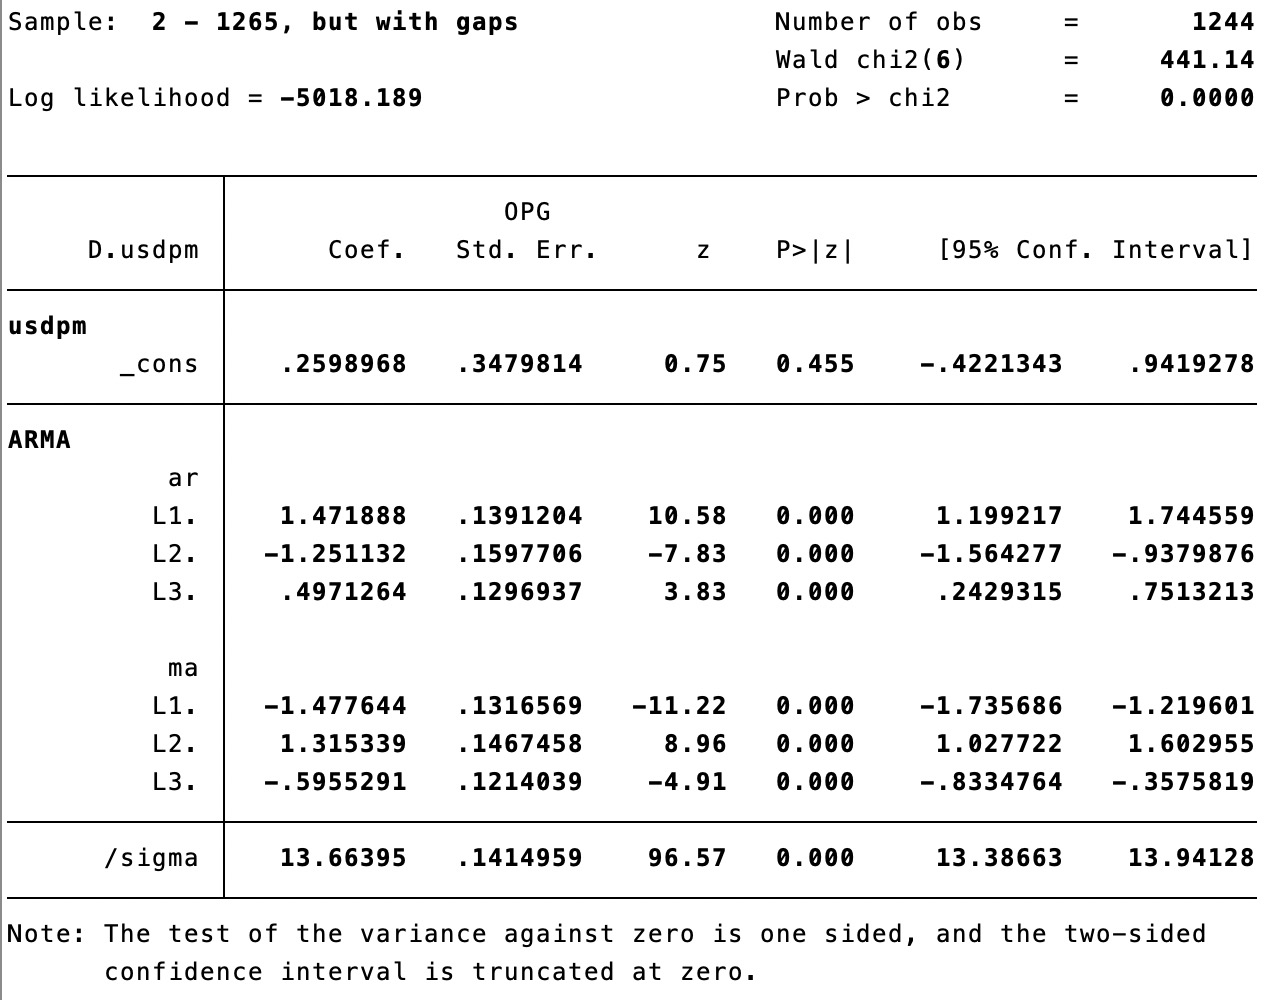 Sample:  2 - 1265, but with gaps                Number of obs     =       1244
                                                Wald chi2(6)      =     441.14
Log likelihood = -5018.189                      Prob > chi2       =     0.0000
                               OPG
     D.usdpm        Coef.   Std. Err.      z    P>|z|     [95% Conf. Interval]
usdpm
       _cons     .2598968   .3479814     0.75   0.455    -.4221343    .9419278
ARMA
          ar
         L1.     1.471888   .1391204    10.58   0.000     1.199217    1.744559
         L2.    -1.251132   .1597706    -7.83   0.000    -1.564277   -.9379876
         L3.     .4971264   .1296937     3.83   0.000     .2429315    .7513213
          ma
         L1.    -1.477644   .1316569   -11.22   0.000    -1.735686   -1.219601
         L2.     1.315339   .1467458     8.96   0.000     1.027722    1.602955
         L3.    -.5955291   .1214039    -4.91   0.000    -.8334764   -.3575819
      /sigma     13.66395   .1414959    96.57   0.000     13.38663    13.94128
Note: The test of the variance against zero is one sided, and the two-sided
      confidence interval is truncated at zero.